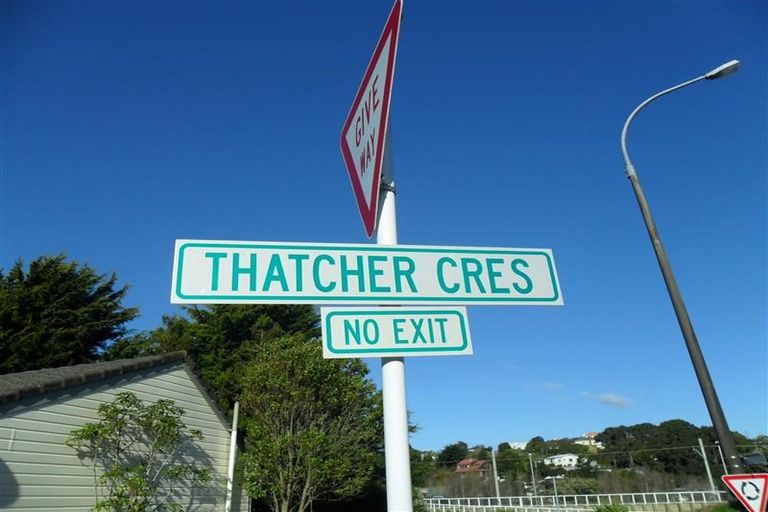 GIVE
WAY
THATCHER CRES
NO EXIT